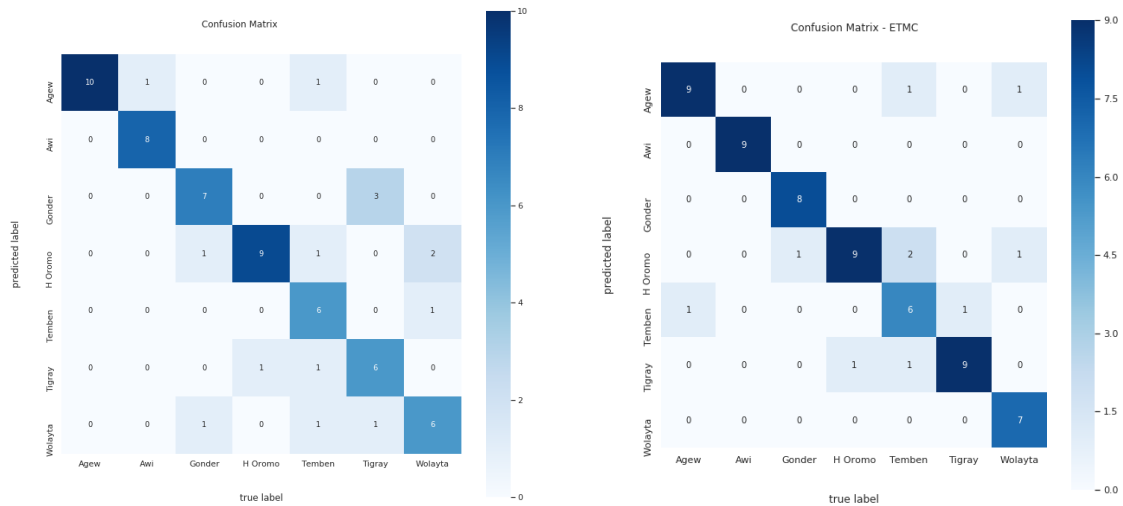 Confusion Matrix
Agew 10 1 0 0 1 0 0
Awi 0 8 0 0 0 0 0
Gonder 0 0 7 0 0 3 0
H Oromo 0 0 1 9 1 0 2
Temben 0 0 0 0 6 0 1
Tigray 0 0 0 1 1 6 0
Wolayta 0 0 1 0 1 1 6
Agew Awi Gonder H Oromo Temben Tigray Wolayta
true label
predicted label
10
8
6
4
2
0
Confusion Matrix - ETMC
Agew 9 0 0 0 1 0 1
Awi 0 9 0 0 0 0 0
Gonder 0 0 8 0 0 0 0
H Oromo 0 0 1 9 2 0 1
Temben 1 0 0 0 6 1 0
Tigray 0 0 0 1 1 9 0
Wolayta 0 0 0 0 0 0 7
Agew Awi Gonder H Oromo Temben Tigray Wolayta
true label
predicted label
9.0
7.5
6.0
4.5
3.0
1.5
0.0